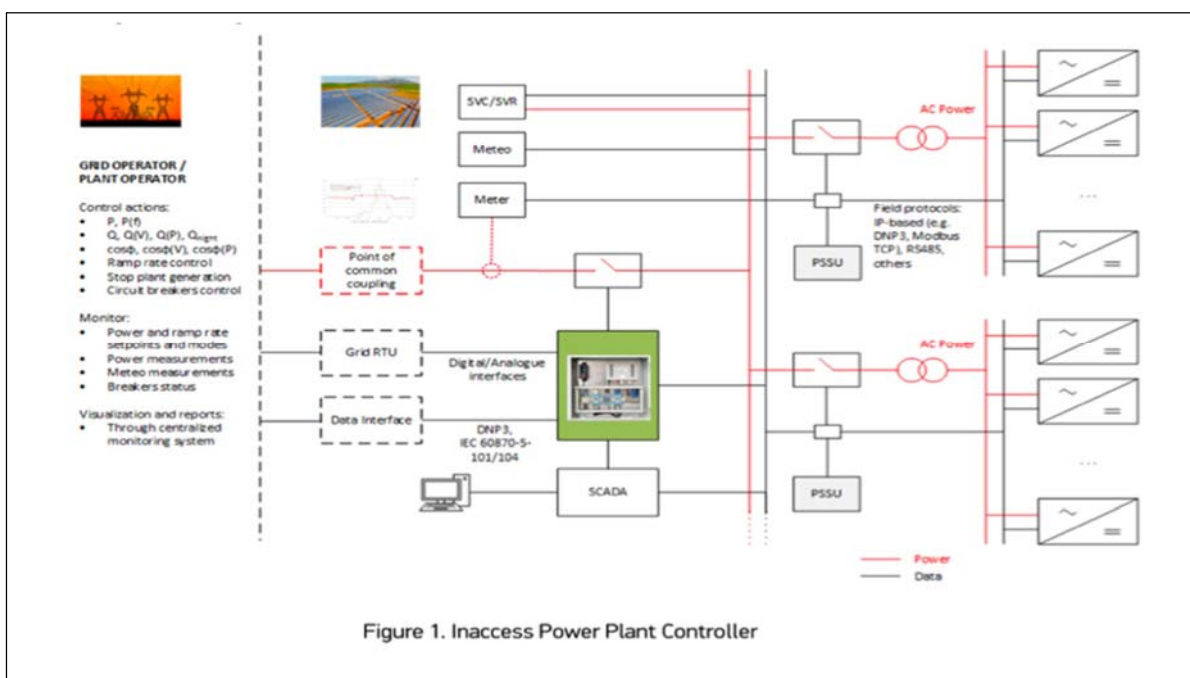 GRID OPERATOR /
PLANT OPERATOR
Control actions:
• P, P(f)
• Q, Q(V), Q(P), Qnight
• cosϕ, cosϕ(V), cosϕ(P)
• Ramp rate control
• Stop plant generation
• Circuit breakers control
Monitor:
• Power and ramp rate
setpoints and modes
• Power measurements
• Meteo measurements
• Breakers status
Visualization and reports:
• Through centralized
monitoring system
SVC/SVR
Meteo
Meter
Point of
common
coupling
Grid RTU
Digital/Analogue
interfaces
Data Interface
DNP3,
IEC 60870-5-
101/104
SCADA
AC Power
Field protocols:
IP-based (e.g.
DNP3, Modbus
TCP), RS485,
others
PSSU
...
AC Power
PSSU
...
Power
Data
Figure 1. Inaccess Power Plant Controller